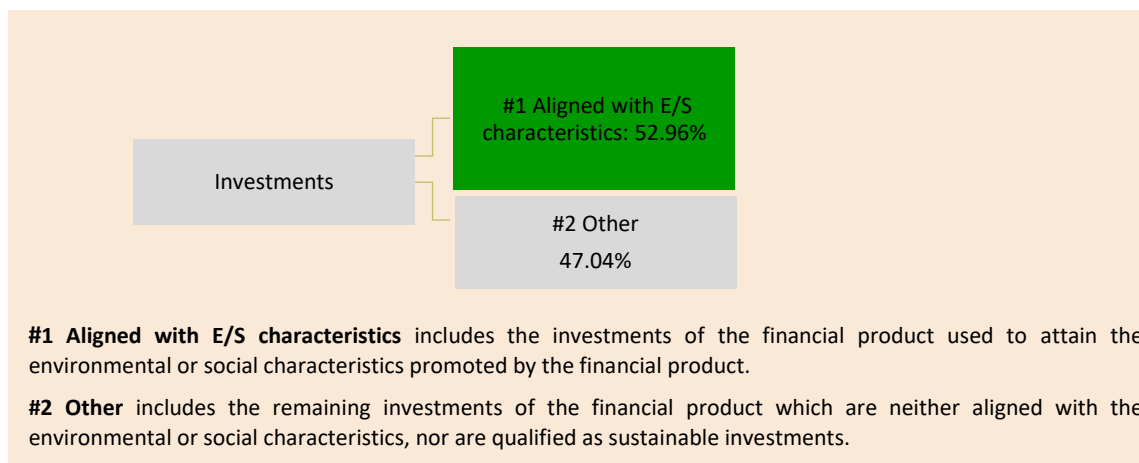 #1 Aligned with E/S
characteristics: 52.96%
Investments
#2 Other
47.04%
#1 Aligned with E/S characteristics includes the investments of the financial product used to attain the
environmental or social characteristics promoted by the financial product.
#2 Other includes the remaining investments of the financial product which are neither aligned with the
environmental or social characteristics, nor are qualified as sustainable investments.